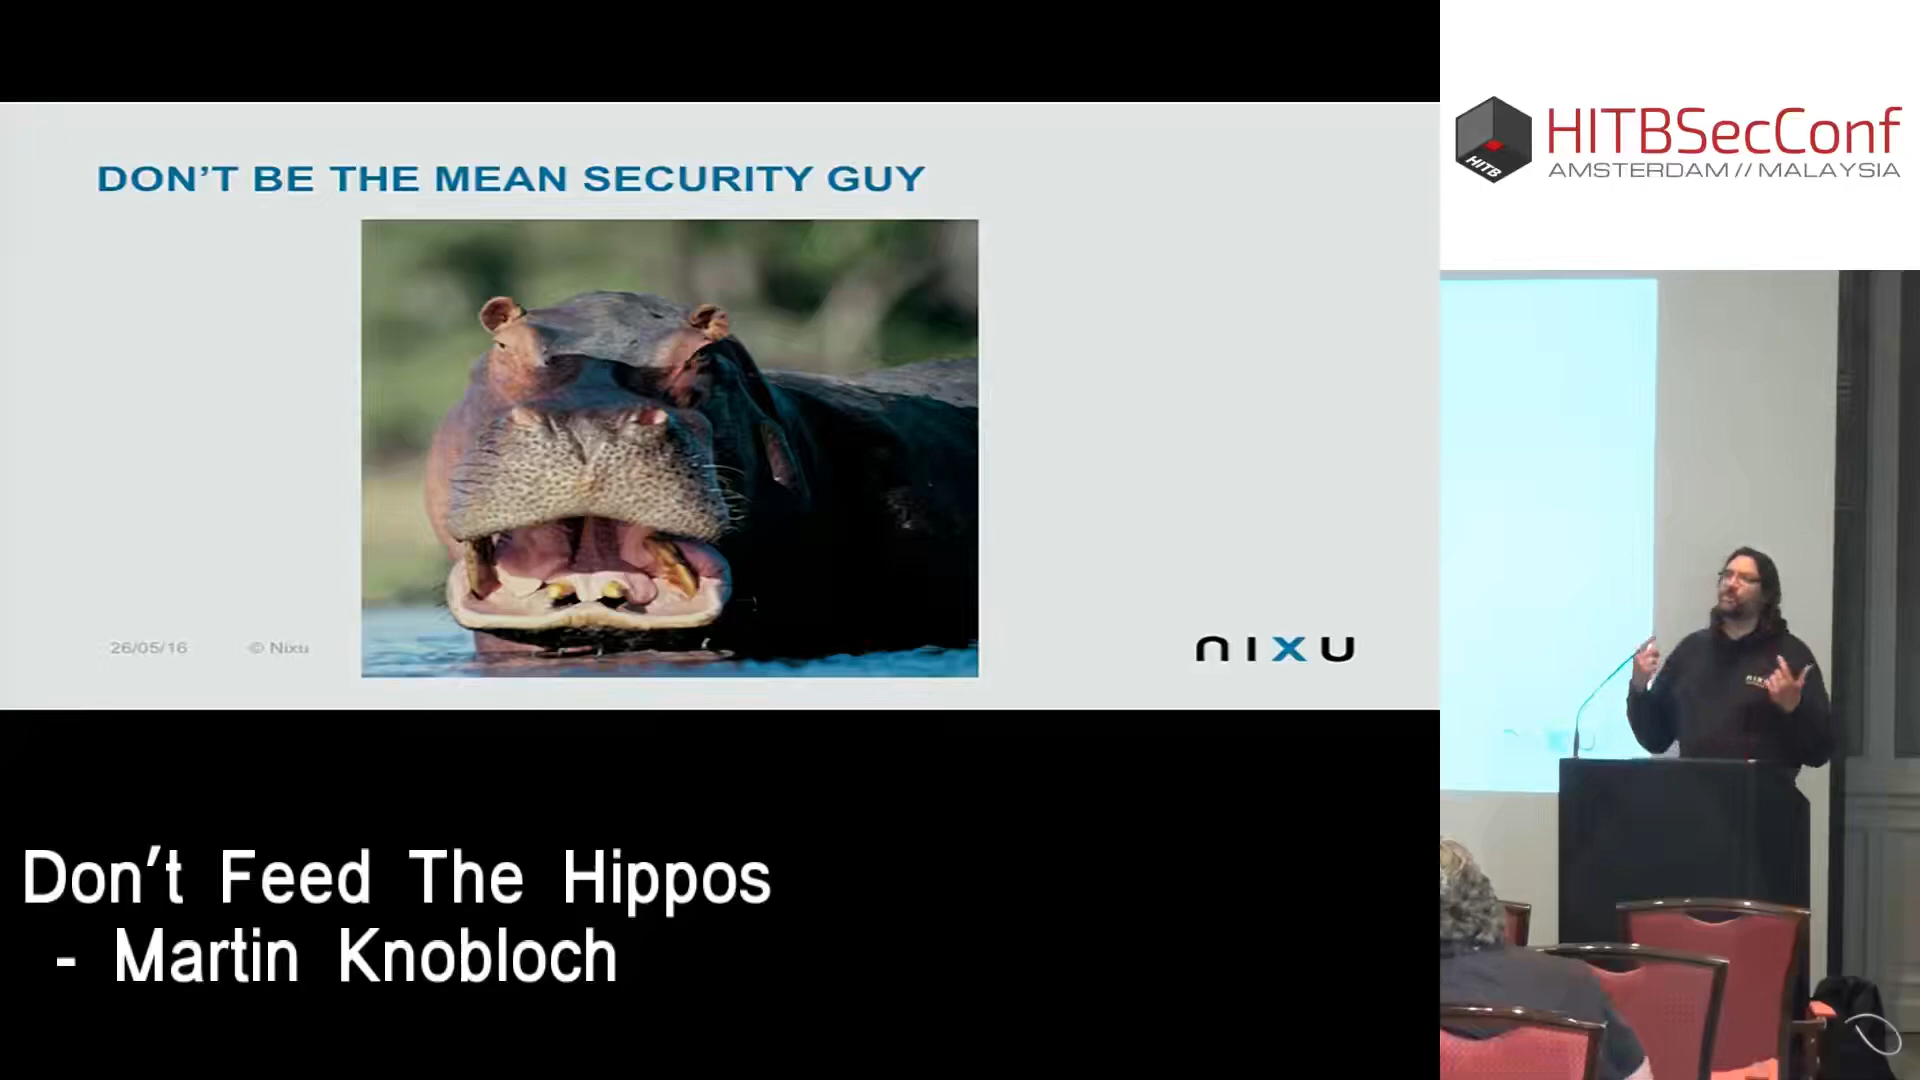 DON'T BE THE MEAN SECURITY GUY
26/05/16 © Nixu
nixu
HITB
HITBSecConf
AMSTERDAM // MALAYSIA
NIXU
Don't Feed The Hippos
- Martin Knobloch